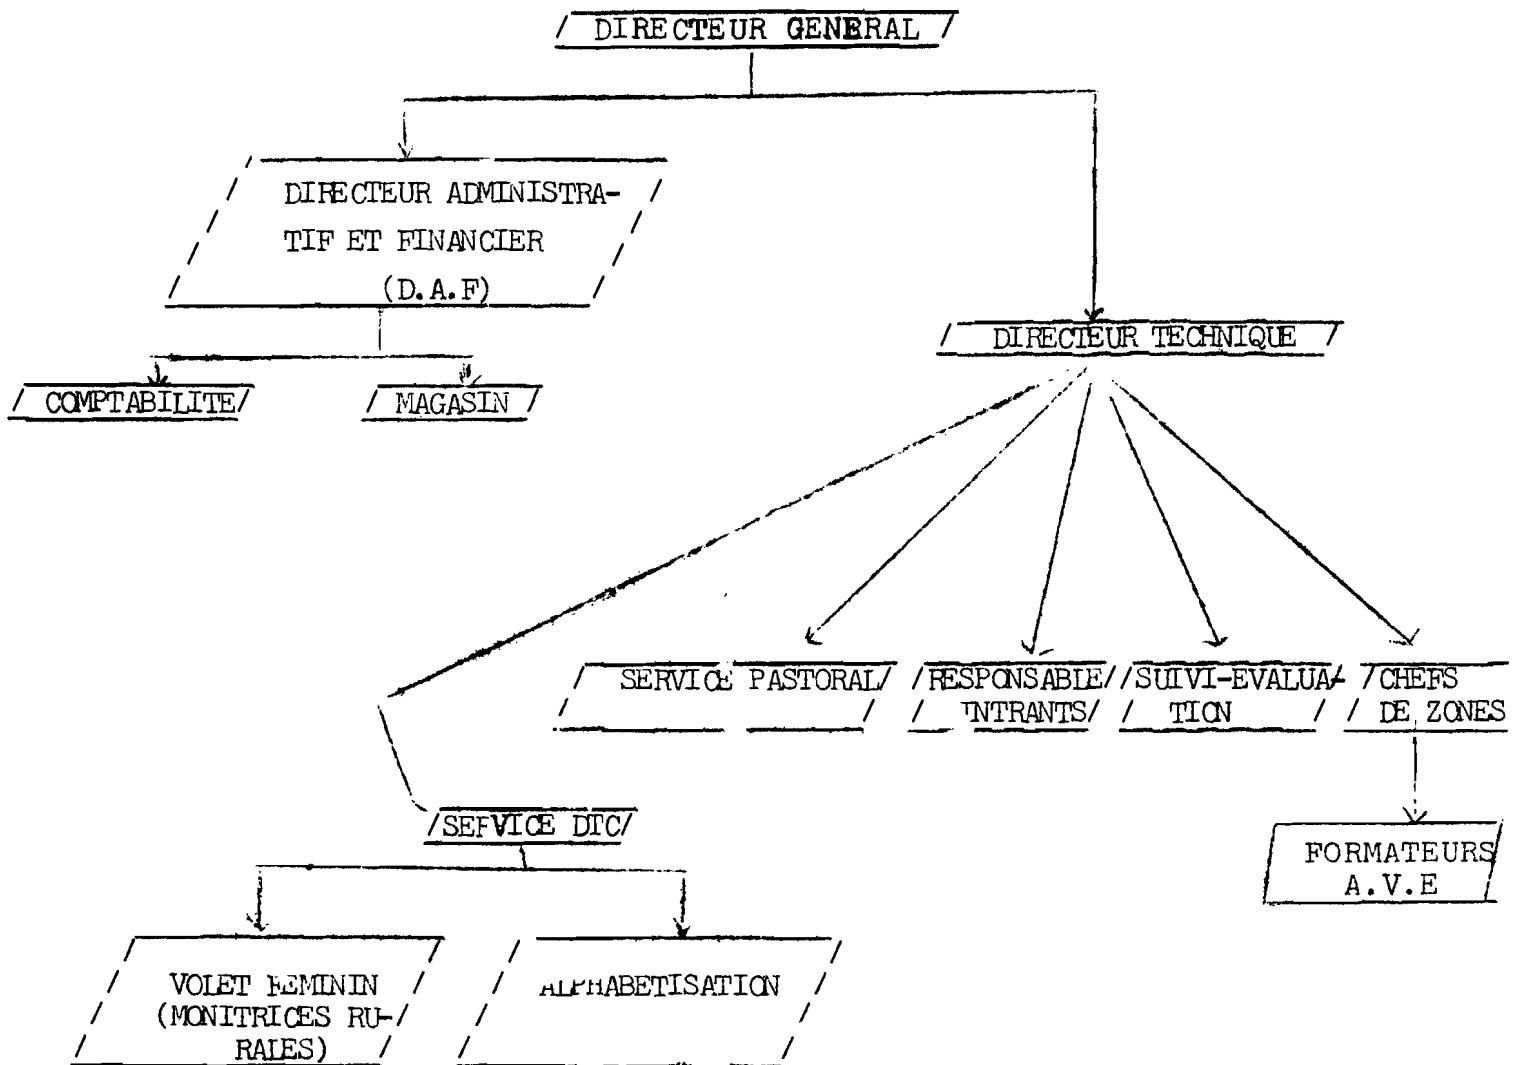 DIRECTEUR GENERAL
DIRECTEUR ADMINISTRA-
TIF ET FINANCIER
(D.A.F)
DIRECTEUR TECHNIQUE
COMPTABILITE
MAGASIN
SERVICE PASTORAL
RESPONSABLE
INTRANTS
SUIVI-EVALUA-
TION
CHEFS
DE ZONES
SERVICE DTC
FORMATEURS
A.V.E
VOLET FEMININ
(MONITRICES RU-
RALES)
ALPHABETISATION